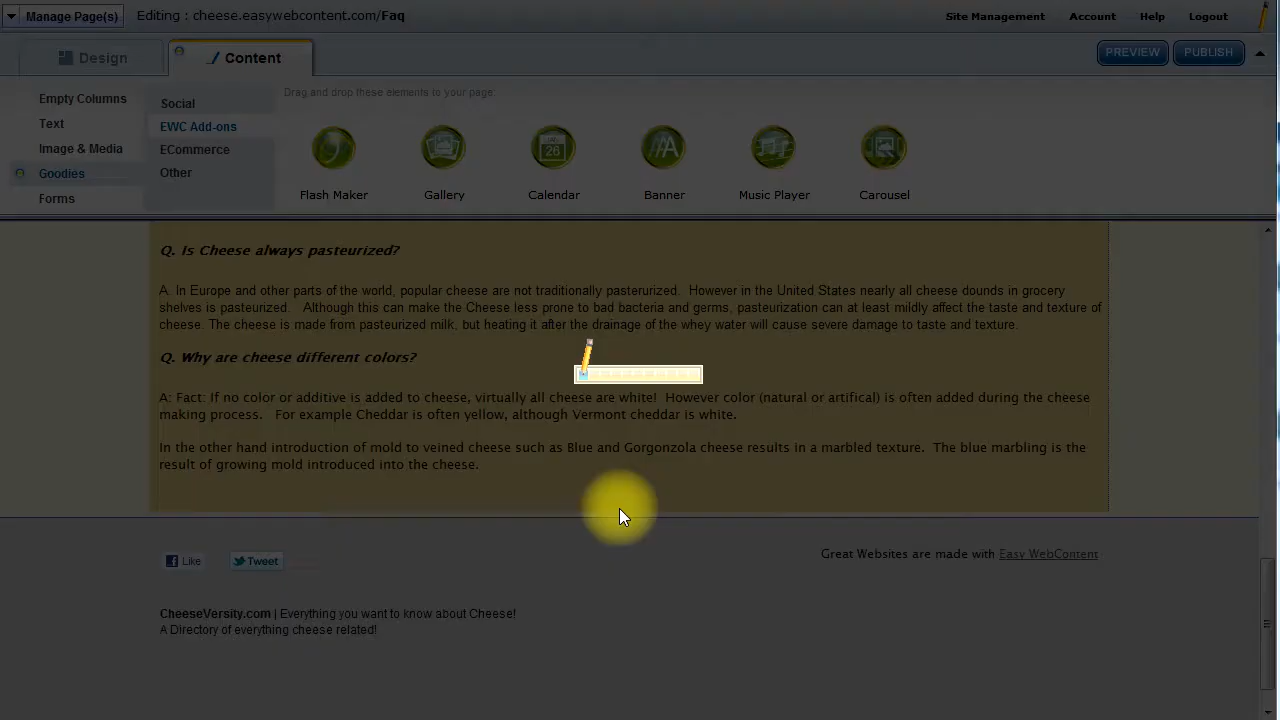 Manage Page(s) Editing : cheese.easywebcontent.com/Faq Site Management Account Help Logout
Design Content PREVIEW PUBLISH
Empty Columns
Text
Image & Media
Goodies
Forms
Social
EWC Add-ons
ECommerce
Other
Drag and drop these elements to your page:
26
Flash Maker Gallery Calendar Banner Music Player Carousel
Q. Is Cheese always pasteurized?
A. In Europe and other parts of the world, popular cheese are not traditionally pasterurized. However in the United States nearly all cheese dounds in grocery
shelves is pasteurized. Although this can make the Cheese less prone to bad bacteria and germs, pasteurization can at least mildly affect the taste and texture of
cheese. The cheese is made from pasteurized milk, but heating it after the drainage of the whey water will cause severe damage to taste and texture.
Q. Why are cheese different colors?
A: Fact: If no color or additive is added to cheese, virtually all cheese are white! However color (natural or artifical) is often added during the cheese
making process. For example Cheddar is often yellow, although Vermont cheddar is white.
In the other hand introduction of mold to veined cheese such as Blue and Gorgonzola cheese results in a marbled texture. The blue marbling is the
result of growing mold introduced into the cheese.
Like Tweet Great Websites are made with Easy WebContent
CheeseVersity.com | Everything you want to know about Cheese!
A Directory of everything cheese related!